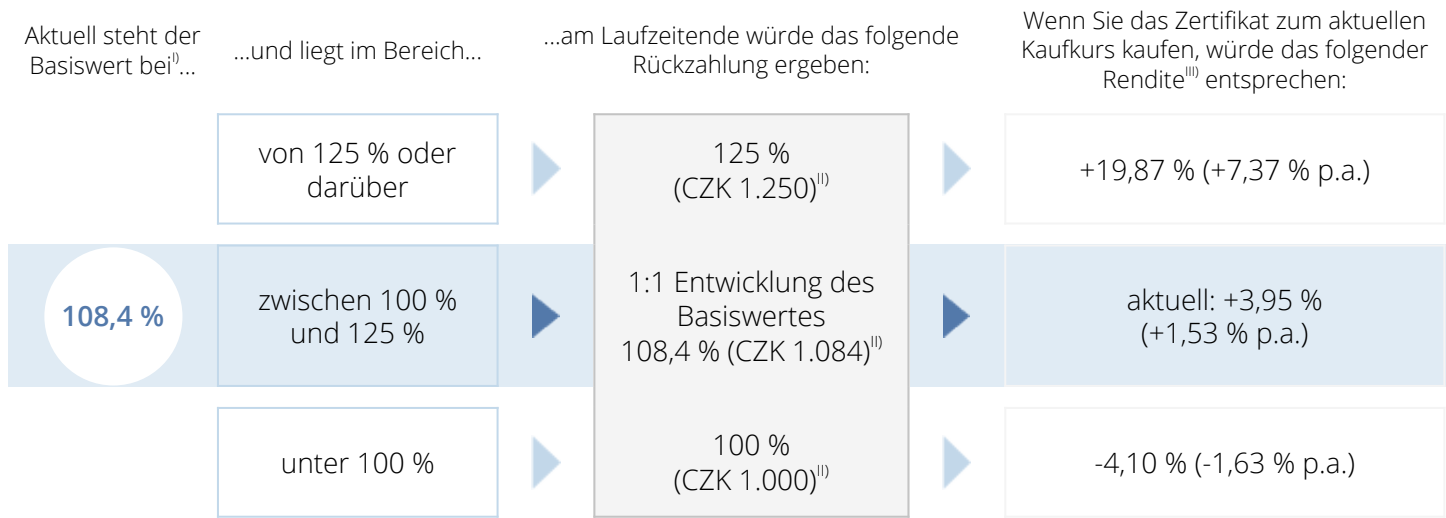 Aktuell steht der
Basiswert bei^I)...
...und liegt im Bereich...
...am Laufzeitende würde das folgende
Rückzahlung ergeben:
Wenn Sie das Zertifikat zum aktuellen
Kaufkurs kaufen, würde das folgender
Rendite^III) entsprechen:
von 125 % oder
darüber
125 %
(CZK 1.250)^II)
+19,87 % (+7,37 % p.a.)
108,4 %
zwischen 100 %
und 125 %
1:1 Entwicklung des
Basiswertes
108,4 % (CZK 1.084)^II)
aktuell: +3,95 %
(+1,53 % p.a.)
unter 100 %
100 %
(CZK 1.000)^II)
-4,10 % (-1,63 % p.a.)